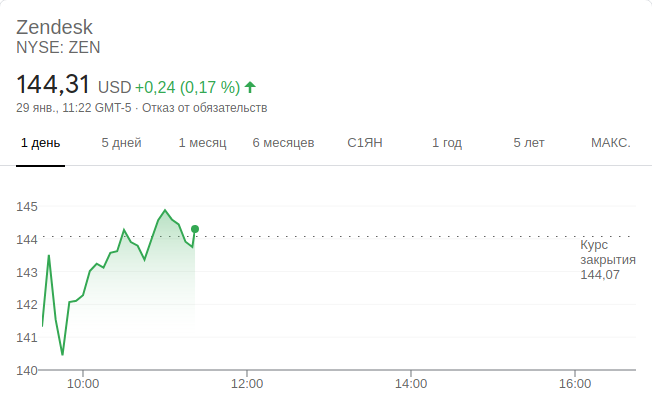 Zendesk
NYSE: ZEN
144,31 USD +0,24 (0,17 %)
29 янв., 11:22 GMT-5 · Отказ от обязательств
1 день 5 дней 1 месяц 6 месяцев С1ЯН 1 год 5 лет МАКС.
145
144
143
142
141
140
Курс
закрытия
144,07
10:00 12:00 14:00 16:00